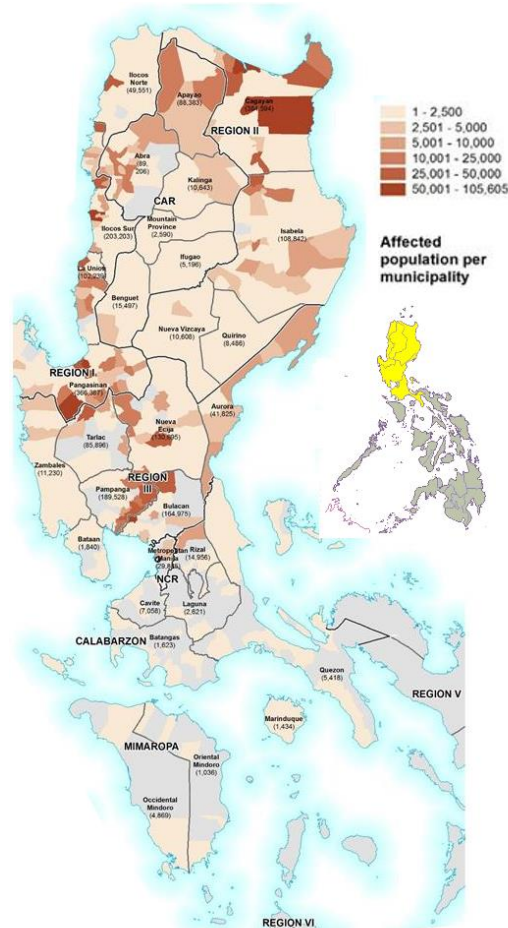 Ilocos
Norte
(49,551)
Apayao
(88,383)
Cagayan
REGION II
1 - 2,500
2,501 - 5,000
5,001 - 10,000
10,001 - 25,000
25,001 - 50,000
50,001 - 105,605
Abra
(89,
206)
Kalinga
(10,643)
CAR
Ilocos Sur
(203,203)
Mountain
Province
(2,590)
Isabela
(108,842)
Affected
population per
municipality
Ifugao
(5,196)
La Union
Benguet
(15,497)
Nueva Vizcaya
(10,608)
Quirino
(8,486)
REGION I
Pangasinan
Aurora
(41,625)
Nueva
Ecija
Tarlac
(85,896)
Zambales
(11,230)
REGION
III
Pampanga
(189,528)
Bulacan
(164,975)
Bataan
(1,840)
Metropolitan
Manila
Rizal
(14,956)
NCR
Cavite
(7,058)
Laguna
(2,621)
CALABARZON
Batangas
(1,623)
Quezon
(5,418)
REGION V
Marinduque
(1,434)
MIMAROPA
Oriental
Mindoro
(1,036)
Occidental
Mindoro
(4,869)
REGION VI